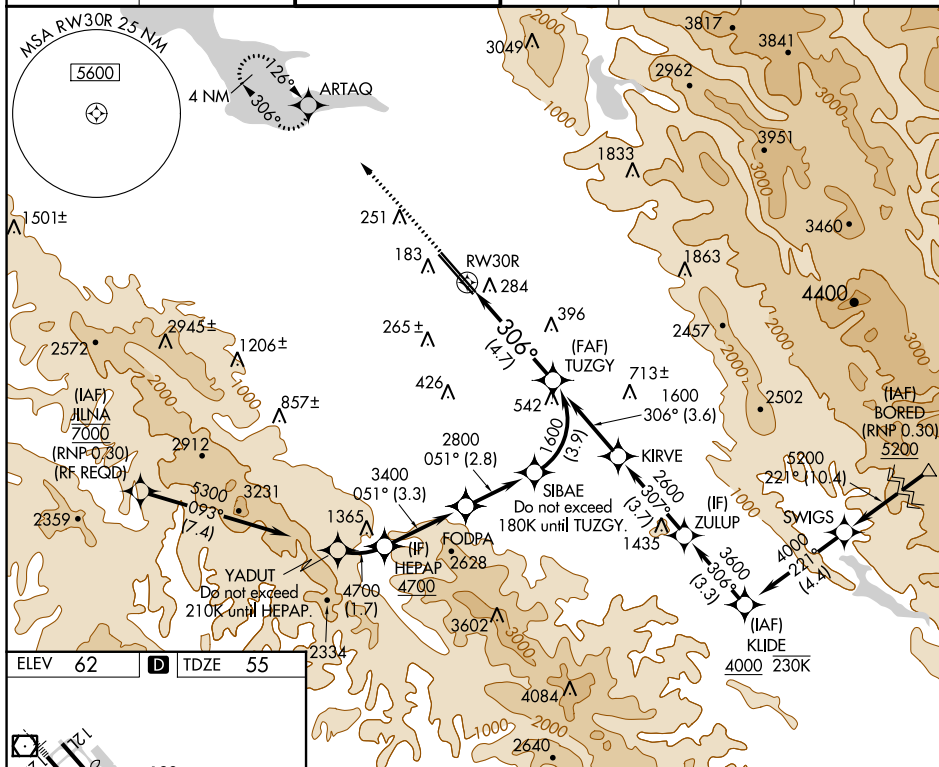 MSA RW30R 25 NM
5600
4 NM
126°
306°
ARTAQ
2000
3049
1000
3817
3841
2962
3000
3951
3000
1833
3460
1501±
251
183
RW30R
284
1863
4400
2572
2945±
1206±
265±
396
306°
(4.7)
(FAF)
TUZGY
2457
2000
2000
3000
2000
1000
(IAF)
JILNA
7000
(RNP 0.30)
(RF REQD)
857±
426
542
713±
1600
306° (3.6)
2502
(IAF)
BORED
(RNP 0.30)
5200
2912
2800
051° (2.8)
1600
(3.9)
KIRVE
5200
221° (10.4)
5300
093°
(7.4)
3231
3400
051° (3.3)
SIBAE
Do not exceed
180K until TUZGY.
2600
307°
(3.7)
(IF)
ZULUP
1000
SWIGS
2359
1365
FODPA
1435
4000
221°
(4.4)
YADUT
Do not exceed
210K until HEPAP.
(IF)
HEPAP
4700
2628
4700
(1.7)
3600
306°
(3.3)
2334
3602
3000
(IAF)
KLIDE
4000 230K
ELEV 62
D
TDZE 55
4084
1000
2000
2640
12L